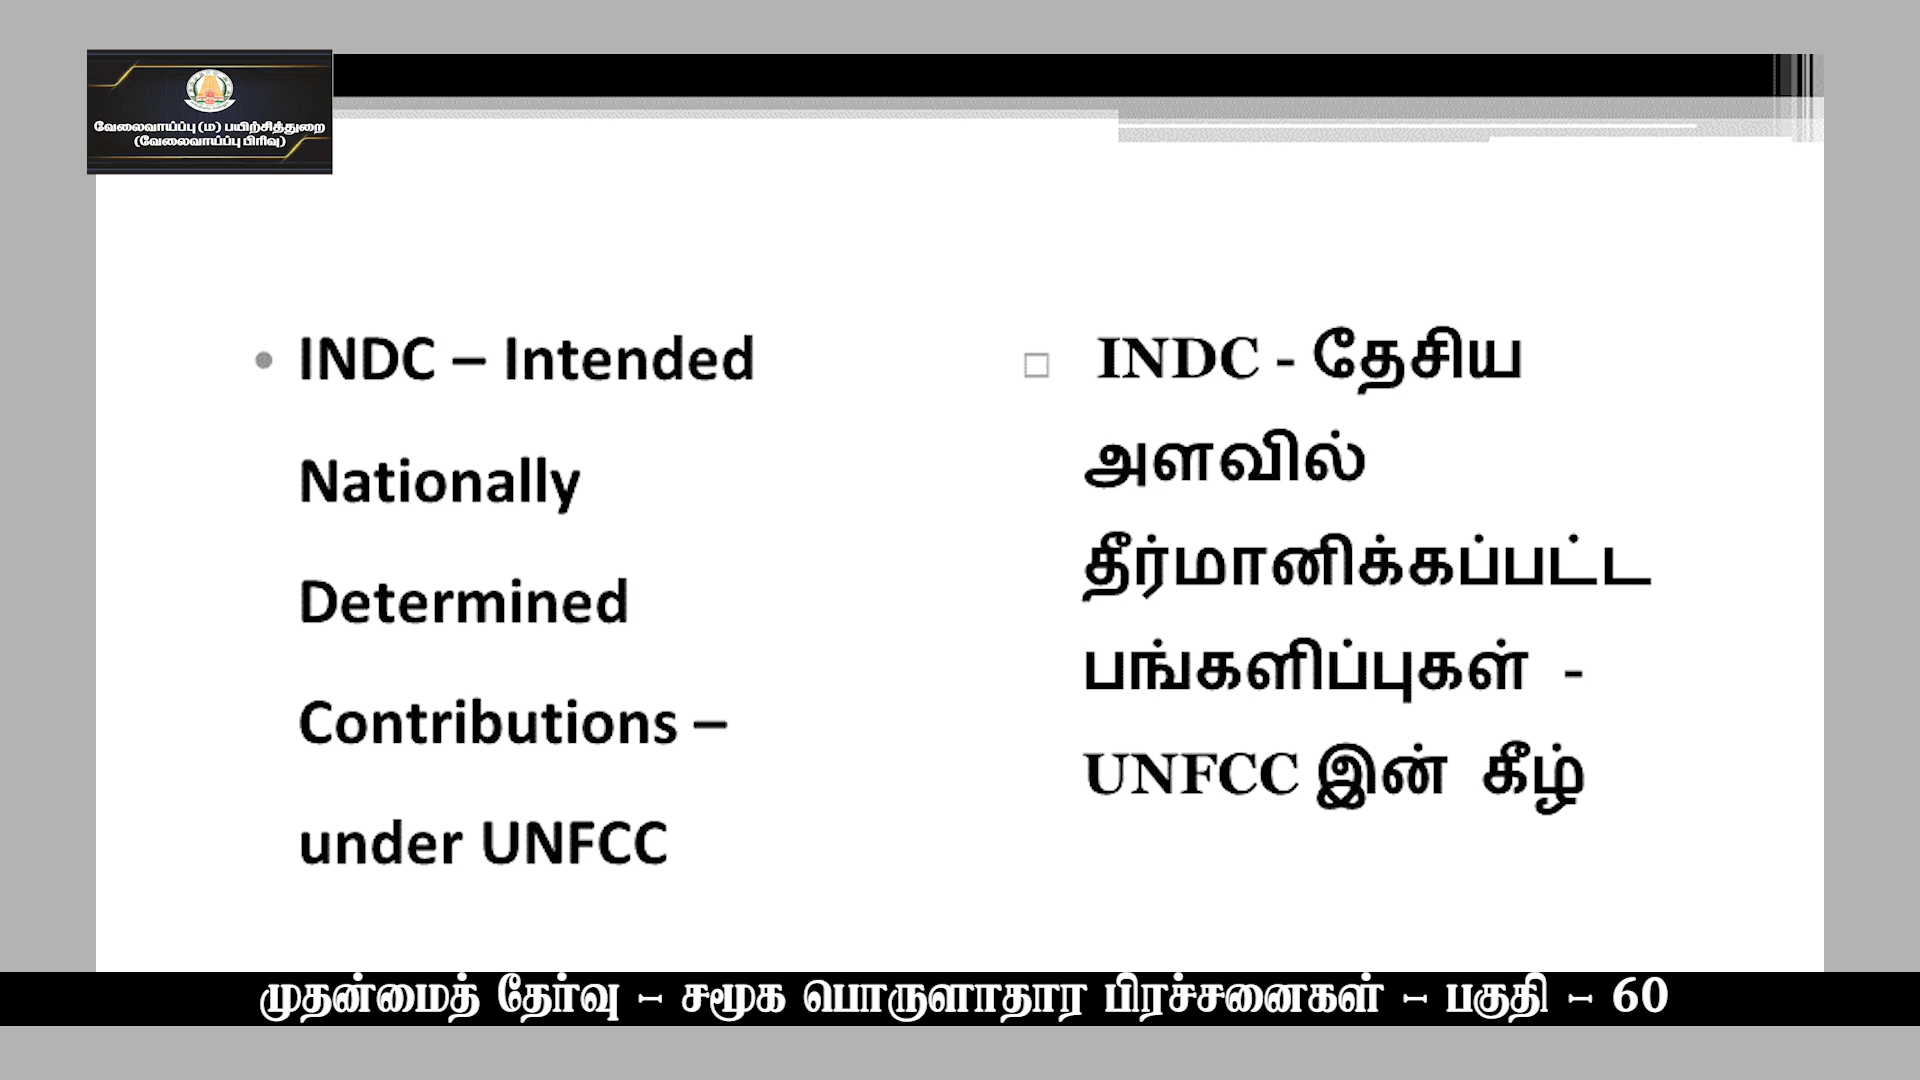 வேலைவாய்ப்பு (ம) பயிற்சித்துறை
(வேலைவாய்ப்பு பிரிவு)
• INDC – Intended
Nationally
Determined
Contributions –
under UNFCC
□ INDC - தேசிய
அளவில்
தீர்மானிக்கப்பட்ட
பங்களிப்புகள் -
UNFCC இன் கீழ்
முதன்மைத் தேர்வு – சமூக பொருளாதார பிரச்சனைகள் – பகுதி – 60